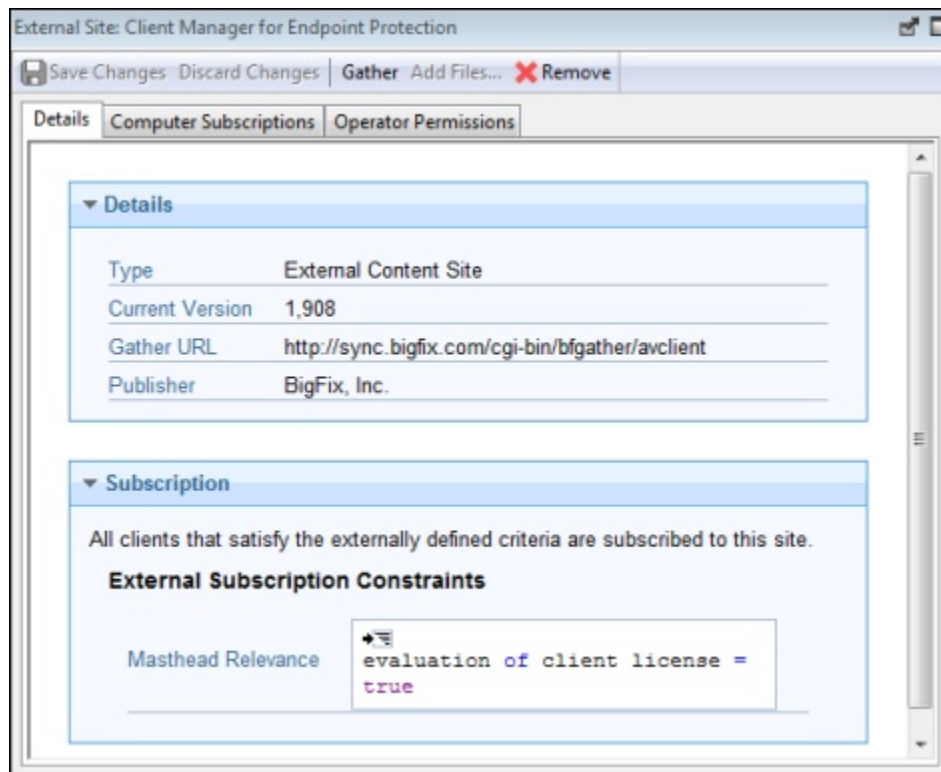 External Site: Client Manager for Endpoint Protection
Save Changes Discard Changes Gather Add Files... Remove
Details Computer Subscriptions Operator Permissions
Details
Type External Content Site
Current Version 1,908
Gather URL http://sync.bigfix.com/cgi-bin/bfgather/avclient
Publisher BigFix, Inc.
Subscription
All clients that satisfy the externally defined criteria are subscribed to this site.
External Subscription Constraints
Masthead Relevance
evaluation of client license =
true